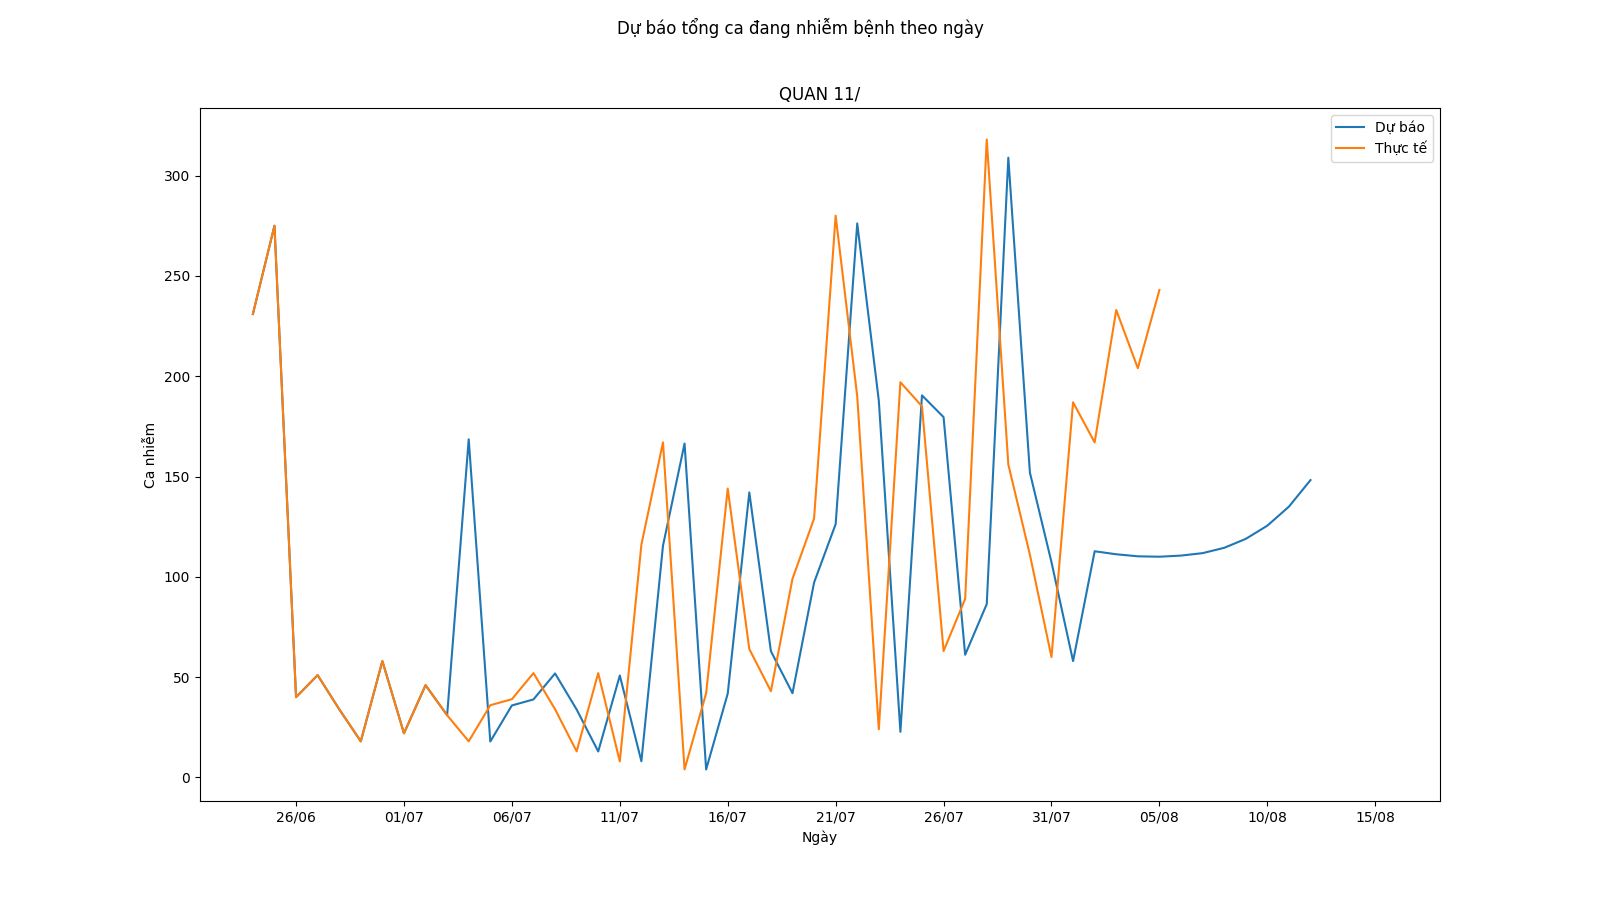 Dự báo tổng ca đang nhiễm bệnh theo ngày
QUAN 11/
Dự báo
Thực tế
300
250
200
150
100
50
0
Ca nhiễm
26/06 01/07 06/07 11/07 16/07 21/07 26/07 31/07 05/08 10/08 15/08
Ngày